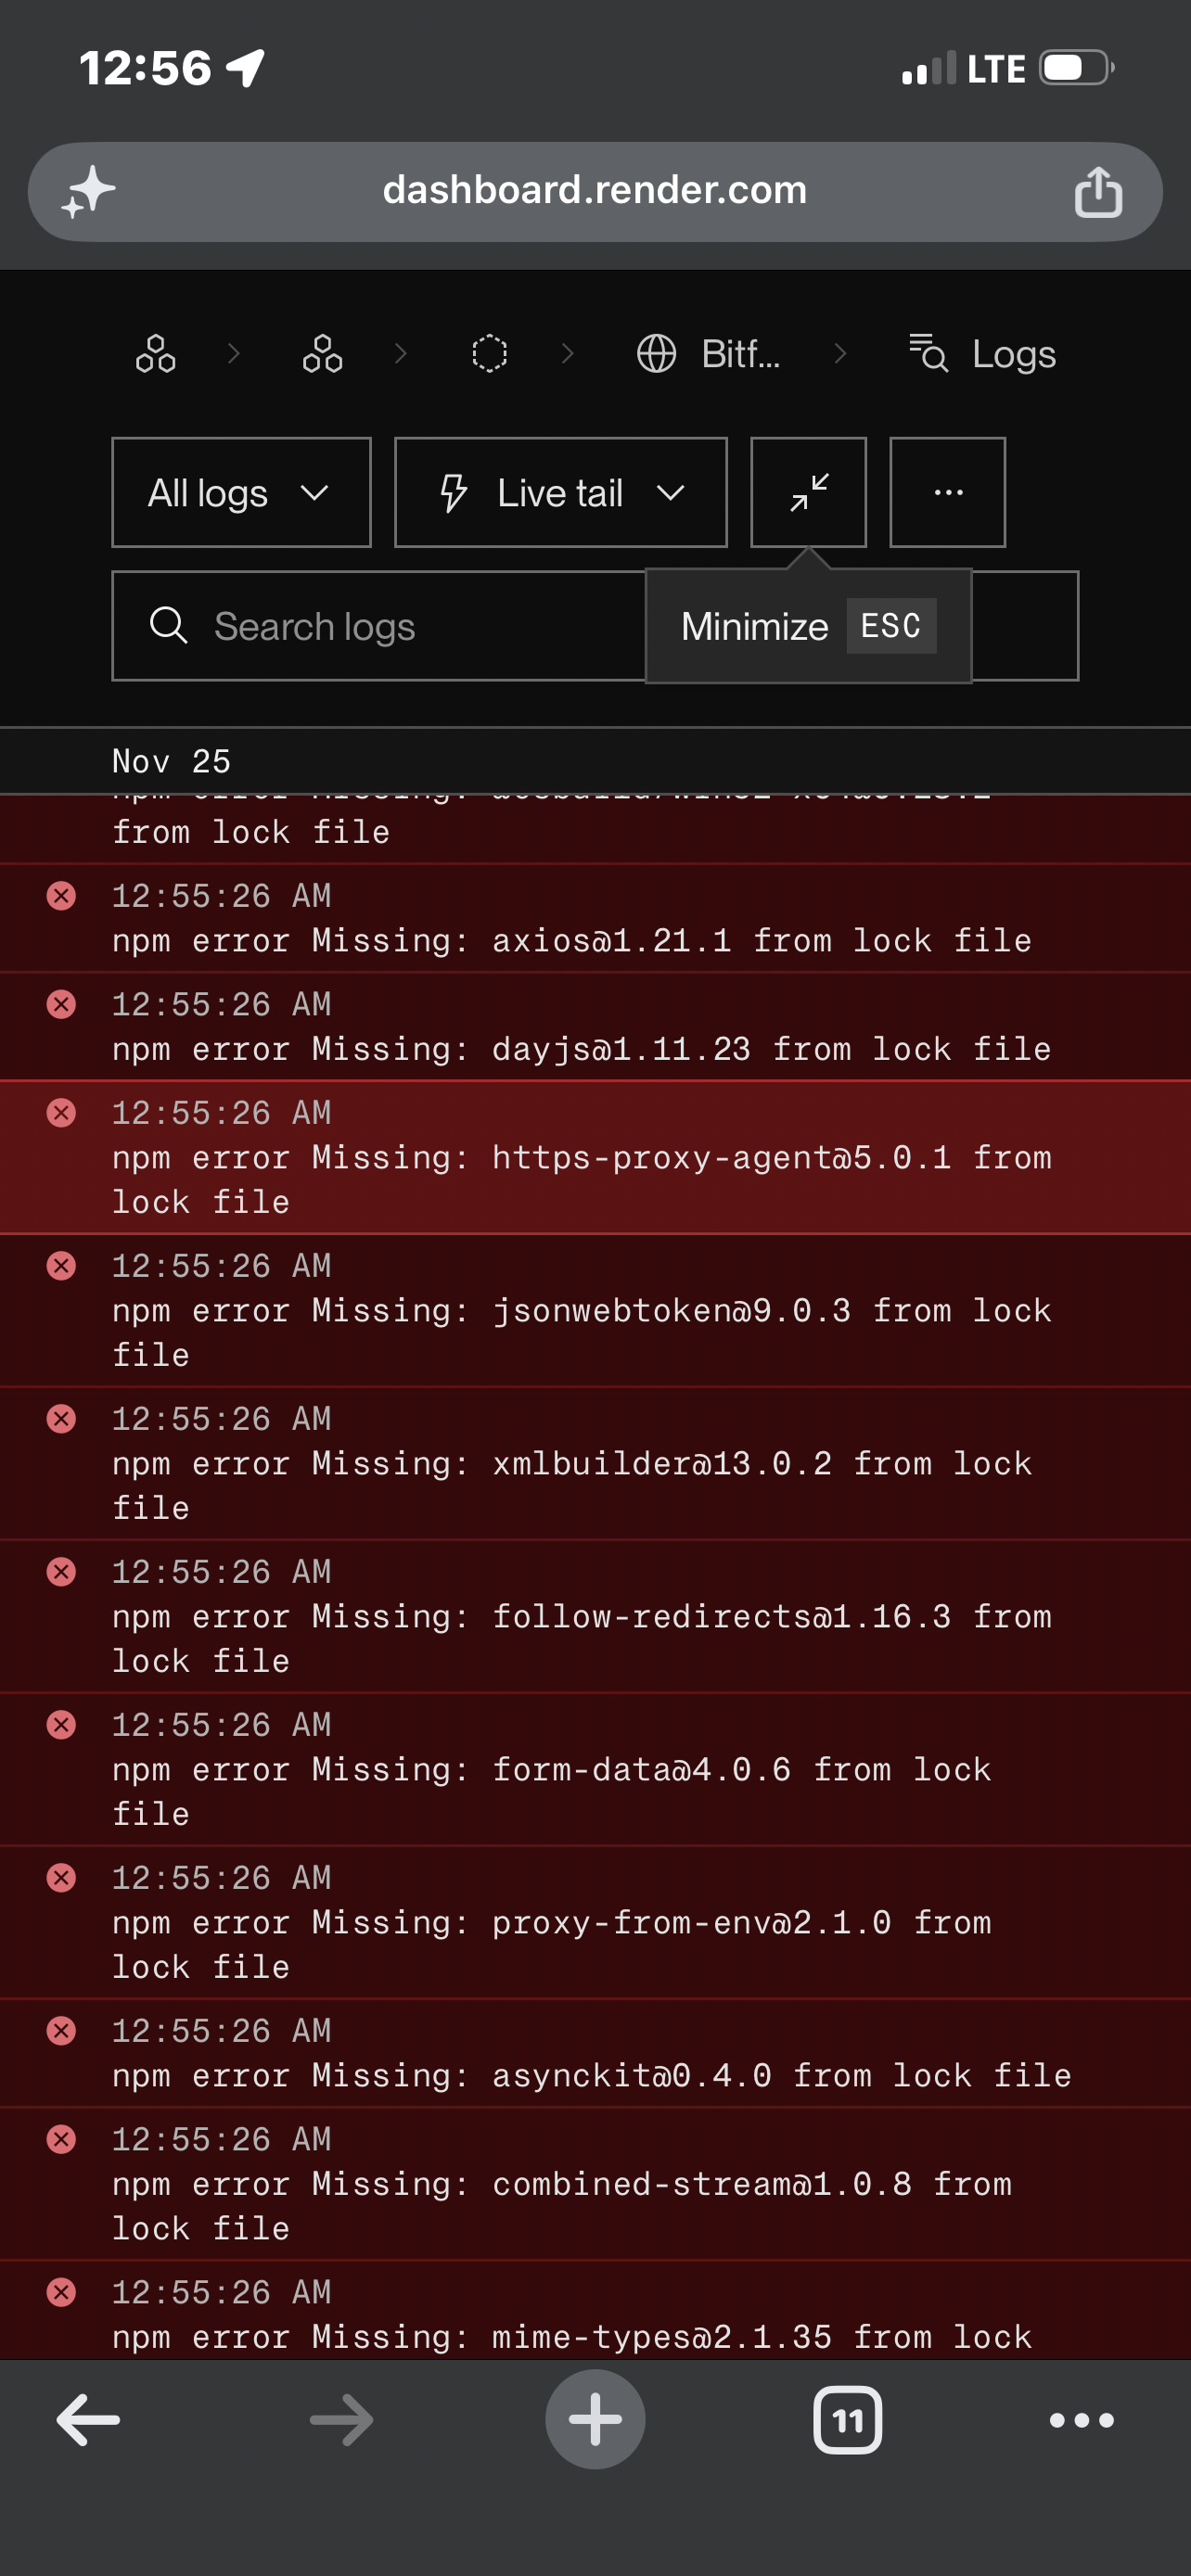 12:56
LTE
dashboard.render.com
Bitf...
Logs
All logs
Live tail
Search logs
Minimize ESC
Nov 25
from lock file
12:55:26 AM
npm error Missing: axios@1.21.1 from lock file
12:55:26 AM
npm error Missing: dayjs@1.11.23 from lock file
12:55:26 AM
npm error Missing: https-proxy-agent@5.0.1 from
lock file
12:55:26 AM
npm error Missing: jsonwebtoken@9.0.3 from lock
file
12:55:26 AM
npm error Missing: xmlbuilder@13.0.2 from lock
file
12:55:26 AM
npm error Missing: follow-redirects@1.16.3 from
lock file
12:55:26 AM
npm error Missing: form-data@4.0.6 from lock
file
12:55:26 AM
npm error Missing: proxy-from-env@2.1.0 from
lock file
12:55:26 AM
npm error Missing: asynckit@0.4.0 from lock file
12:55:26 AM
npm error Missing: combined-stream@1.0.8 from
lock file
12:55:26 AM
npm error Missing: mime-types@2.1.35 from lock
11